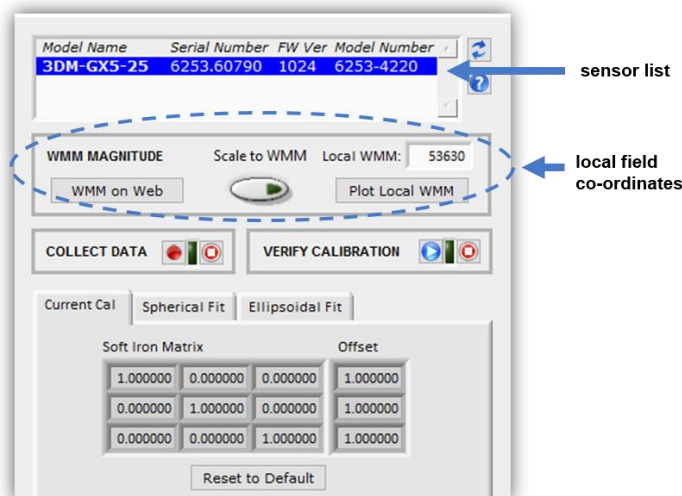 Model Name Serial Number FW Ver Model Number
3DM-GX5-25 6253.60790 1024 6253-4220
sensor list
WMM MAGNITUDE Scale to WMM Local WMM: 53630
WMM on Web Plot Local WMM
local field
co-ordinates
COLLECT DATA VERIFY CALIBRATION
Current Cal Spherical Fit Ellipsoidal Fit
Soft Iron Matrix Offset
1.000000 0.000000 0.000000 1.000000
0.000000 1.000000 0.000000 1.000000
0.000000 0.000000 1.000000 1.000000
Reset to Default